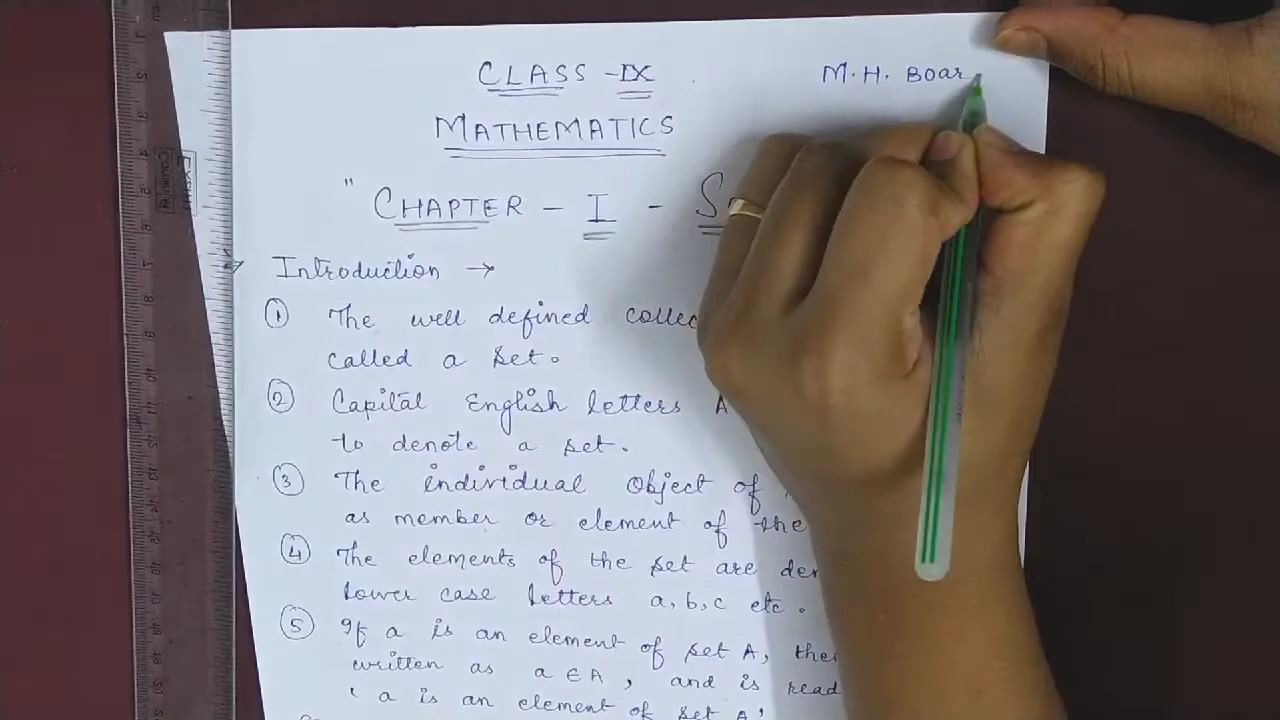 CLASS - IX
M. H. BOAR
MATHEMATICS
" CHAPTER - I - S
Introduction →
① The well defined collec
called a set.
② Capital English letters A
to denote a set.
③ The individual object of
as member or element of the
④ The elements of the set are den
lower case letters a, b, c etc.
⑤ If a is an element of set A, then
written as a ∈ A, and is read
' a is an element of set A'